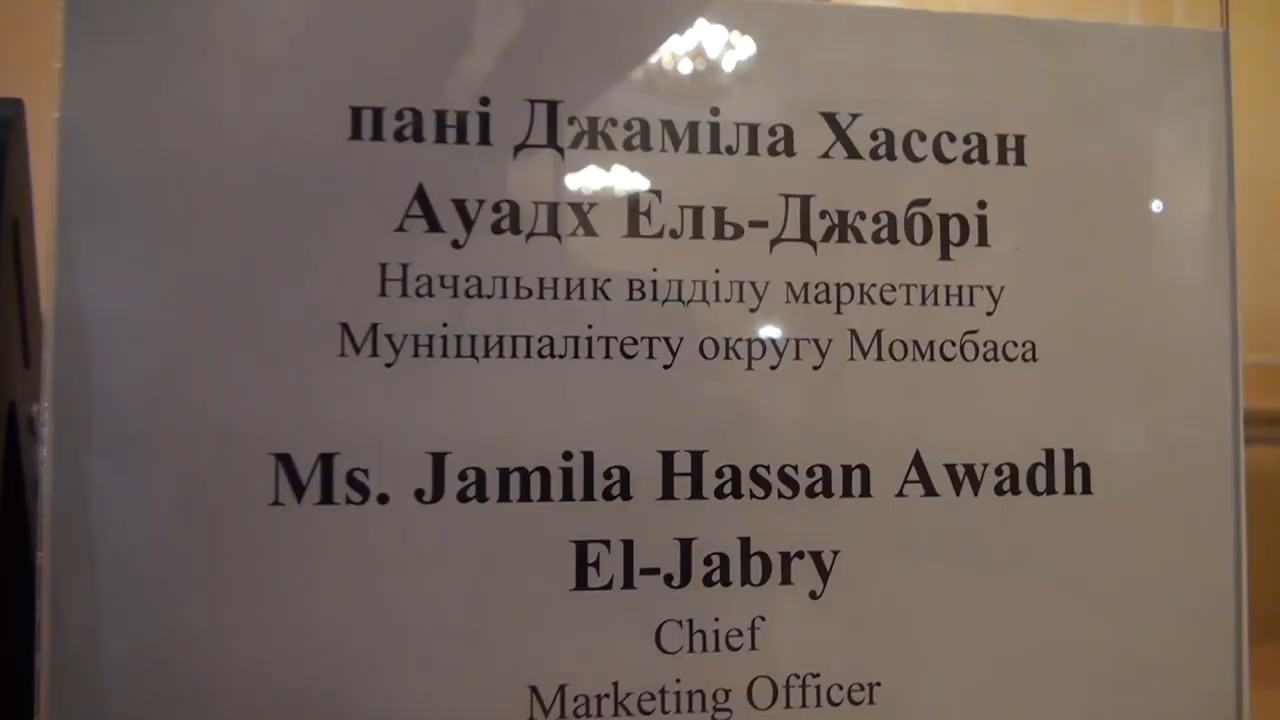 пані Джаміла Хассан
Ауадх Ель-Джабрі
Начальник відділу маркетингу
Муніципалітету округу Момсбаса
Ms. Jamila Hassan Awadh
El-Jabry
Chief
Marketing Officer